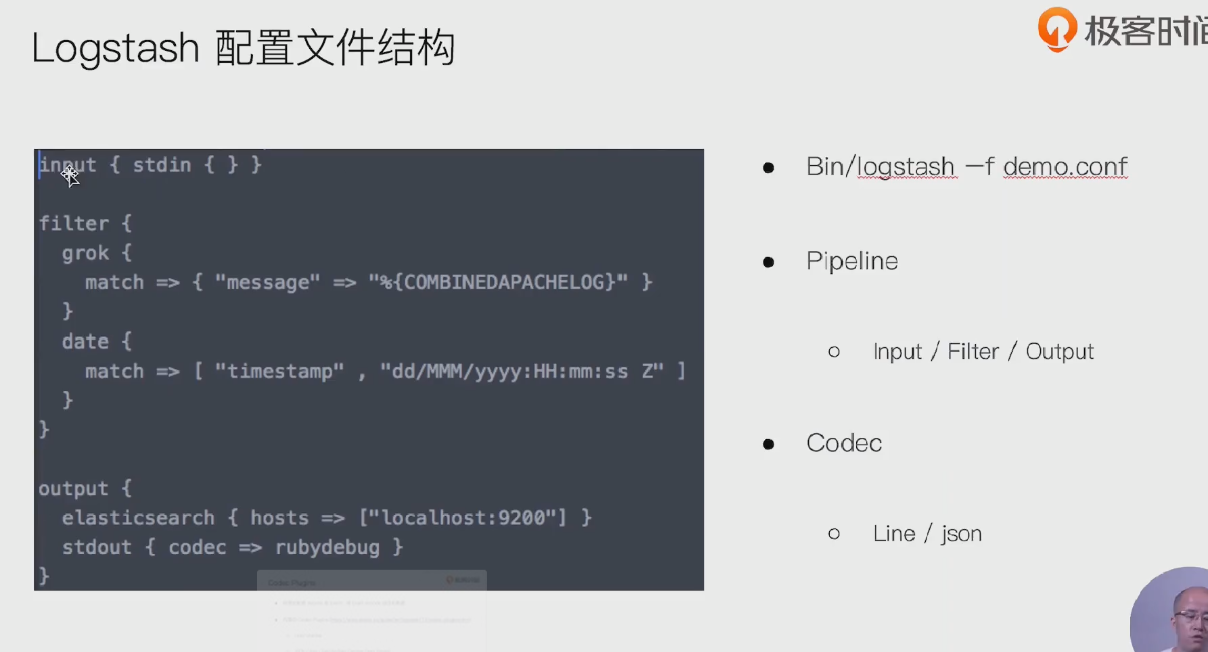 Logstash 配置文件结构
极客时间
input { stdin { } }
filter {
grok {
match => { "message" => "%{COMBINEDAPACHELOG}" }
}
date {
match => [ "timestamp" , "dd/MMM/yyyy:HH:mm:ss Z" ]
}
}
output {
elasticsearch { hosts => ["localhost:9200"] }
stdout { codec => rubydebug }
}
Bin/logstash –f demo.conf
Pipeline
Input / Filter / Output
Codec
Line / json
Codec Plugins